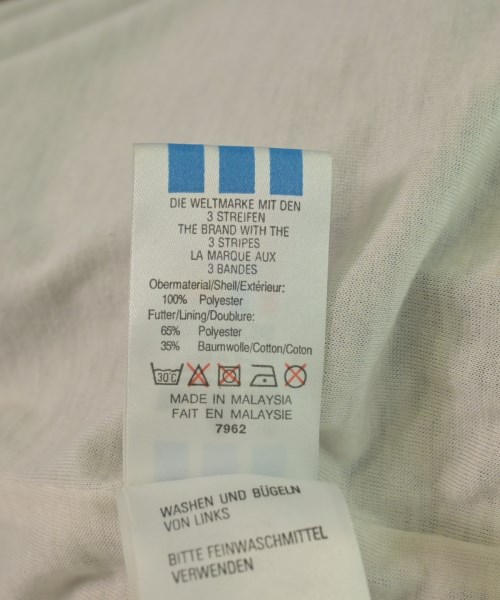 DIE WELTMARKE MIT DEN
3 STREIFEN
THE BRAND WITH THE
3 STRIPES
LA MARQUE AUX
3 BANDES
Obermaterial/Shell/Extérieur:
100% Polyester
Futter/Lining/Doublure:
65% Polyester
35% Baumwolle/Cotton/Coton
30°C
MADE IN MALAYSIA
FAIT EN MALAYSIE
7962
WASHEN UND BÜGELN
VON LINKS
BITTE FEINWASCHMITTEL
VERWENDEN